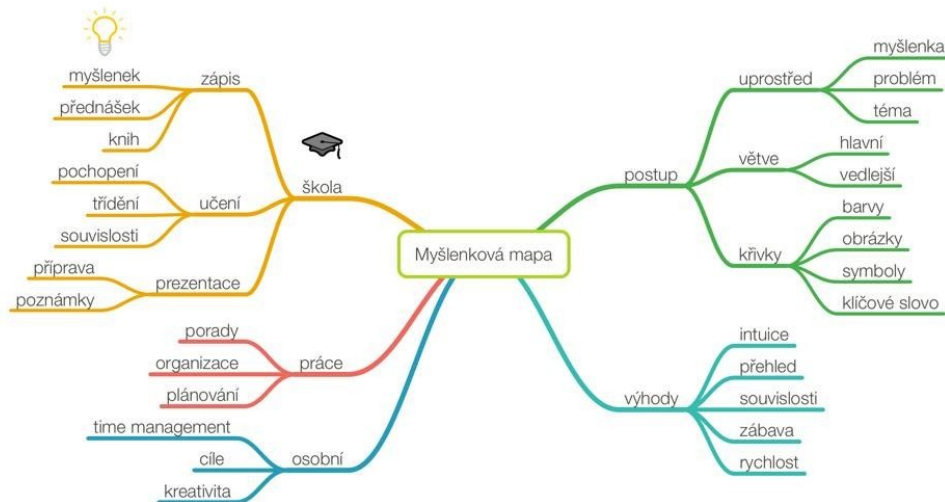 Myšlenková mapa
škola
zápis
myšlenek
přednášek
knih
učení
pochopení
třídění
souvislosti
prezentace
příprava
poznámky
práce
porady
organizace
plánování
osobní
time management
cíle
kreativita
postup
uprostřed
myšlenka
problém
téma
větve
hlavní
vedlejší
křivky
barvy
obrázky
symboly
klíčové slovo
výhody
intuice
přehled
souvislosti
zábava
rychlost